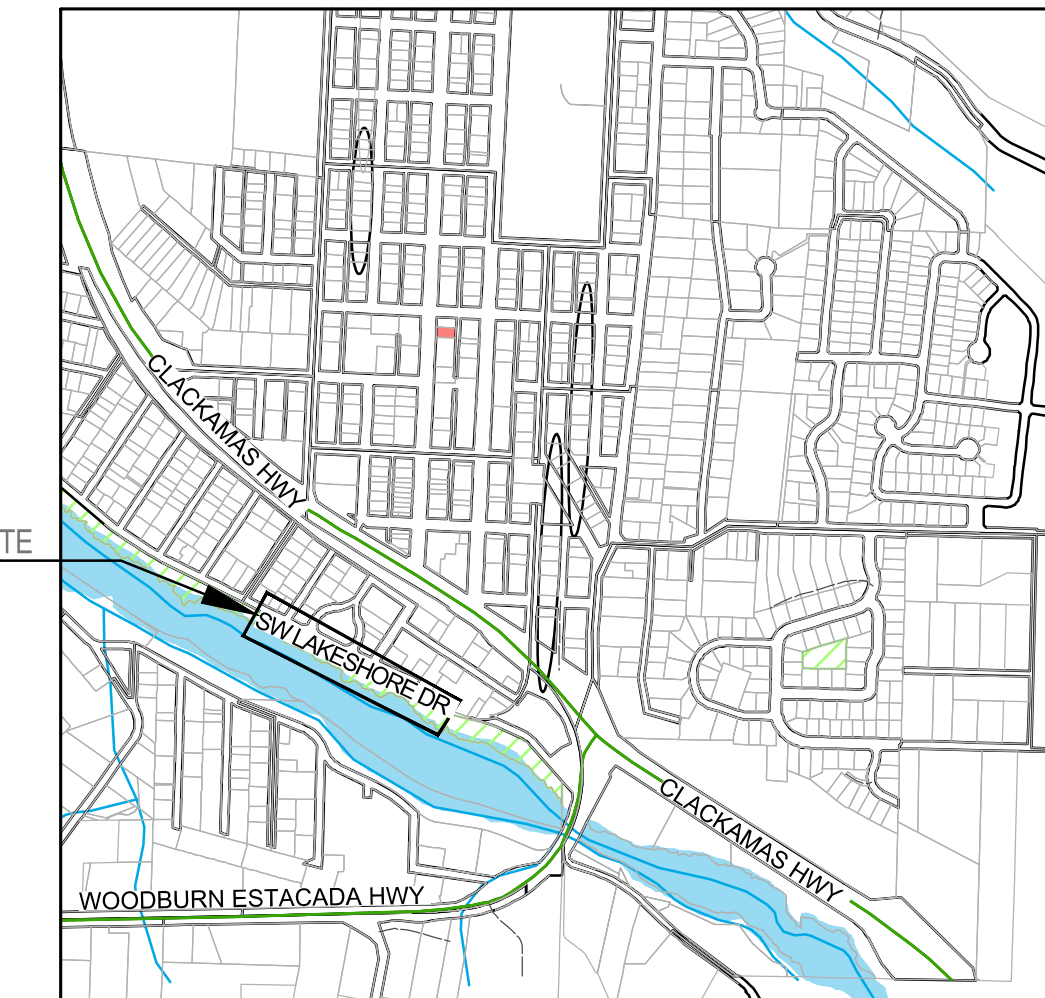 CLACKAMAS HWY
TE
SW LAKESHORE DR
CLACKAMAS HWY
WOODBURN ESTACADA HWY